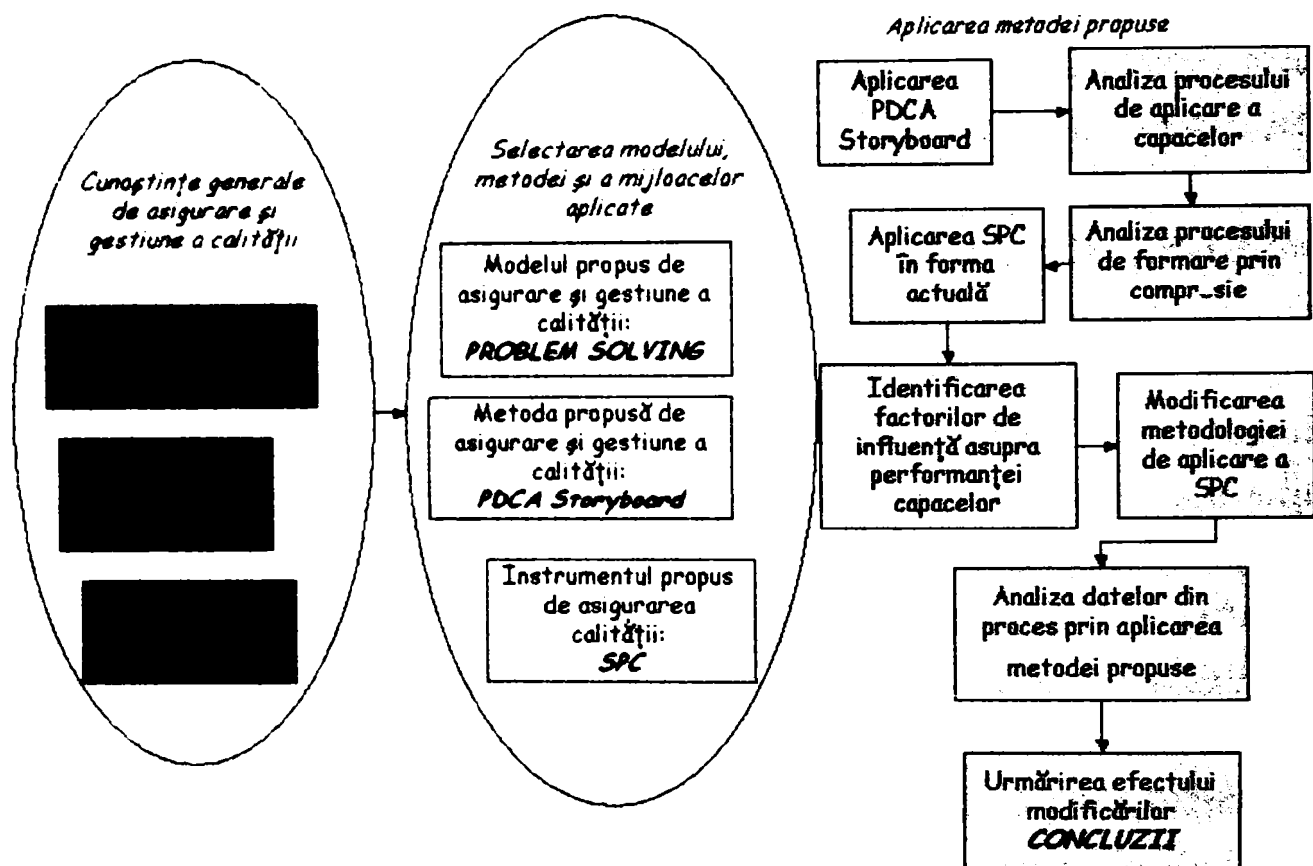 Cunoştinţe generale
de asigurare şi
gestiune a calităţii
Selectarea modelului,
metodei şi a mijloacelor
aplicate
Modelul propus de
asigurare şi gestiune a
calităţii:
PROBLEM SOLVING
Metoda propusă de
asigurare şi gestiune a
calităţii:
PDCA Storyboard
Instrumentul propus
de asigurarea
calităţii:
SPC
Aplicarea metodei propuse
Aplicarea
PDCA
Storyboard
Analiza procesului
de aplicare a
capacelor
Analiza procesului
de formare prin
Aplicarea SPC
în forma
actuală
Identificarea
factorilor de
influenţă asupra
performanţei
capacelor
Modificarea
metodologiei
de aplicare a
SPC
Analiza datelor din
proces prin aplicarea
metodei propuse
Urmărirea efectului
modificărilor
CONCLUZII